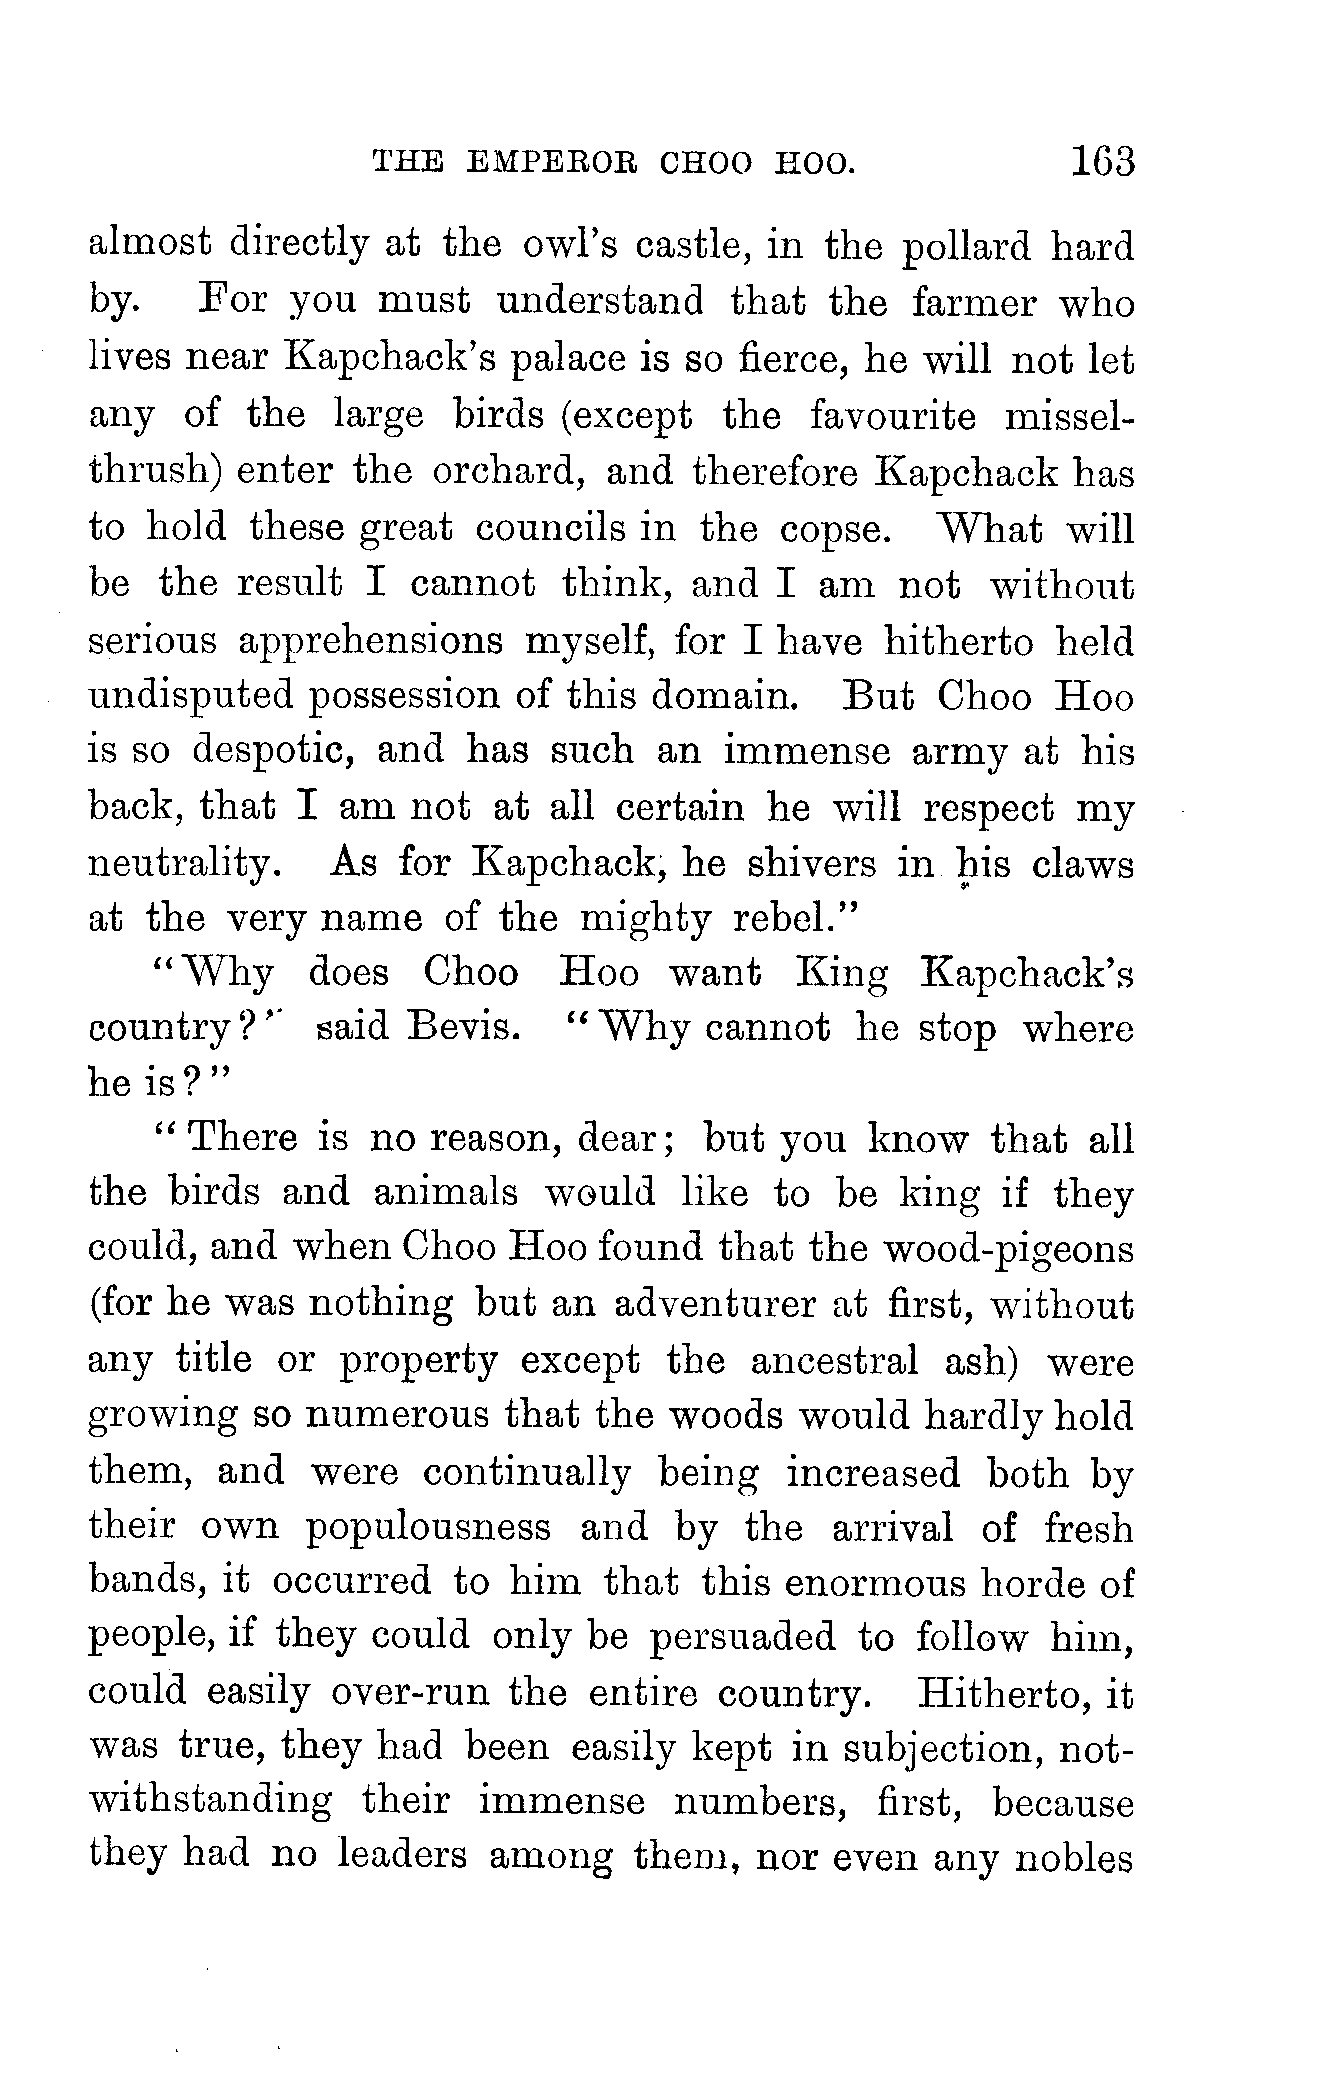 THE EMPEROR CHOO HOO. 163
almost directly at the owl's castle, in the pollard hard
by. For you must understand that the farmer who
lives near Kapchack's palace is so fierce, he will not let
any of the large birds (except the favourite missel-
thrush) enter the orchard, and therefore Kapchack has
to hold these great councils in the copse. What will
be the result I cannot think, and I am not without
serious apprehensions myself, for I have hitherto held
undisputed possession of this domain. But Choo Hoo
is so despotic, and has such an immense army at his
back, that I am not at all certain he will respect my
neutrality. As for Kapchack, he shivers in his claws
at the very name of the mighty rebel."
"Why does Choo Hoo want King Kapchack's
country?" said Bevis. "Why cannot he stop where
he is?"
"There is no reason, dear; but you know that all
the birds and animals would like to be king if they
could, and when Choo Hoo found that the wood-pigeons
(for he was nothing but an adventurer at first, without
any title or property except the ancestral ash) were
growing so numerous that the woods would hardly hold
them, and were continually being increased both by
their own populousness and by the arrival of fresh
bands, it occurred to him that this enormous horde of
people, if they could only be persuaded to follow him,
could easily over-run the entire country. Hitherto, it
was true, they had been easily kept in subjection, not-
withstanding their immense numbers, first, because
they had no leaders among them, nor even any nobles